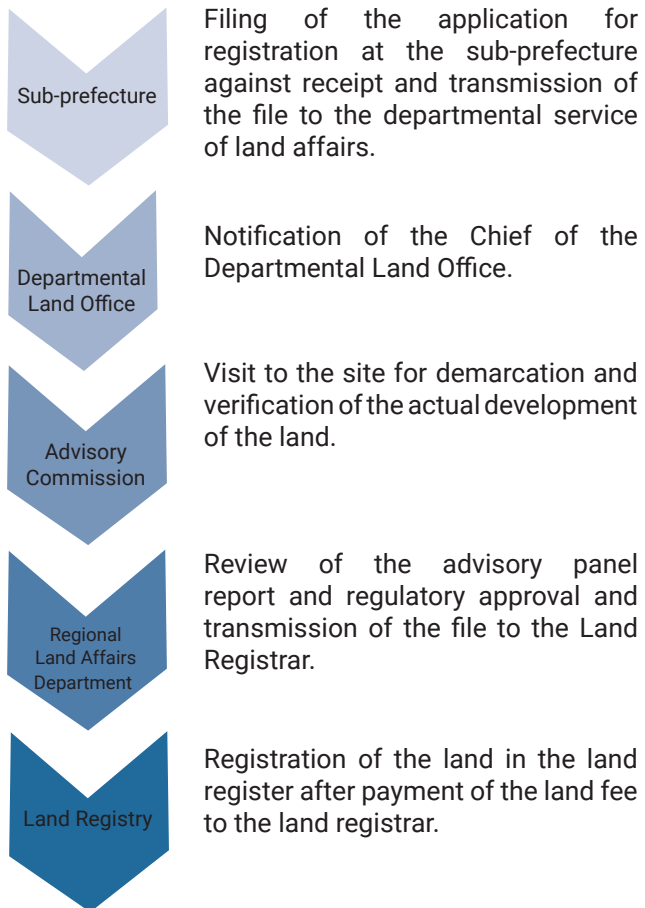 Sub-prefecture
Filing of the application for
registration at the sub-prefecture
against receipt and transmission of
the file to the departmental service
of land affairs.
Departmental
Land Office
Notification of the Chief of the
Departmental Land Office.
Advisory
Commission
Visit to the site for demarcation and
verification of the actual development
of the land.
Regional
Land Affairs
Department
Review of the advisory panel
report and regulatory approval and
transmission of the file to the Land
Registrar.
Land Registry
Registration of the land in the land
register after payment of the land fee
to the land registrar.